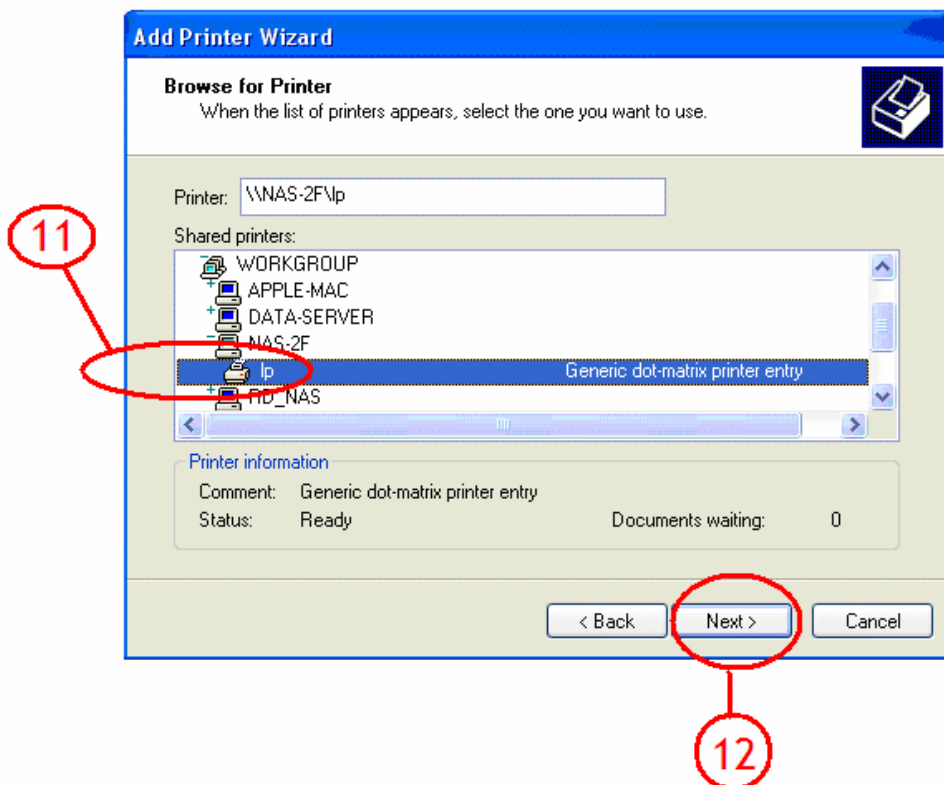 Add Printer Wizard
Browse for Printer
When the list of printers appears, select the one you want to use.
Printer: \\NAS-2F\lp
11
Shared printers:
WORKGROUP
APPLE-MAC
DATA-SERVER
NAS-2F
lp Generic dot-matrix printer entry
RD_NAS
Printer information
Comment: Generic dot-matrix printer entry
Status: Ready Documents waiting: 0
< Back Next > Cancel
12